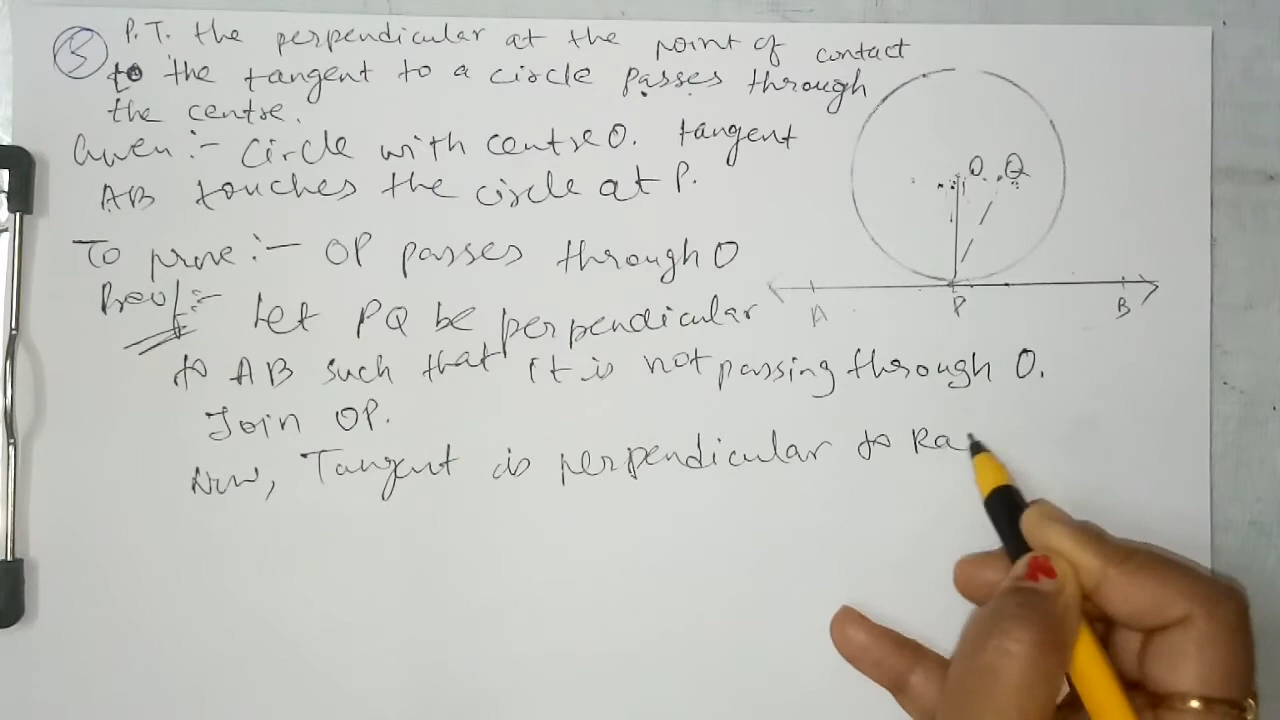 5 P.T. the perpendicular at the point of contact
to the tangent to a circle passes through
the centre.
Given :- Circle with centre O. tangent
AB touches the circle at P.
To prove :- OP passes through O
Proof :- Let PQ be perpendicular
to AB such that it is not passing through O.
Join OP.
Now, Tangent is perpendicular to Ra
O Q
A P B